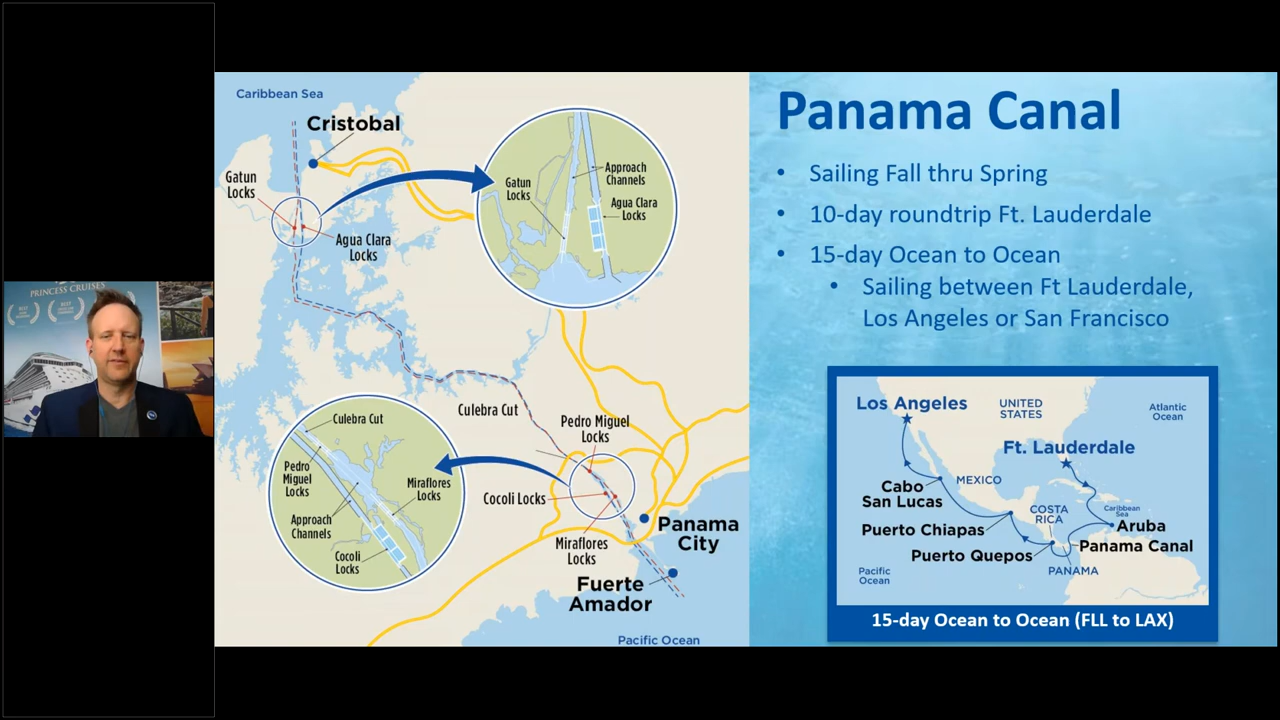 PRINCESS CRUISES
BEST
BEST
Caribbean Sea
Cristobal
Gatun
Locks
Agua Clara
Locks
Gatun
Locks
Approach
Channels
Agua Clara
Locks
Culebra Cut
Pedro Miguel
Locks
Cocoli Locks
Miraflores
Locks
Panama
City
Fuerte
Amador
Pacific Ocean
Culebra Cut
Pedro
Miguel
Locks
Miraflores
Locks
Approach
Channels
Cocoli
Locks
Panama Canal
• Sailing Fall thru Spring
• 10-day roundtrip Ft. Lauderdale
• 15-day Ocean to Ocean
• Sailing between Ft Lauderdale,
Los Angeles or San Francisco
Los Angeles
UNITED
STATES
Atlantic
Ocean
Ft. Lauderdale
Cabo
San Lucas
MEXICO
COSTA
RICA
Caribbean
Sea
Aruba
Puerto Chiapas
Puerto Quepos
Panama Canal
PANAMA
Pacific
Ocean
15-day Ocean to Ocean (FLL to LAX)